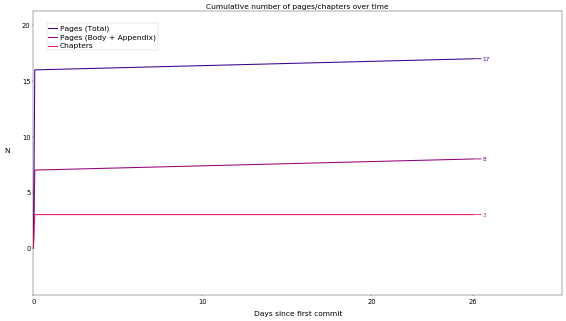 Cumulative number of pages/chapters over time
Pages (Total)
Pages (Body + Appendix)
Chapters
20
15
10
5
0
N
17
8
3
0
10
20
26
Days since first commit